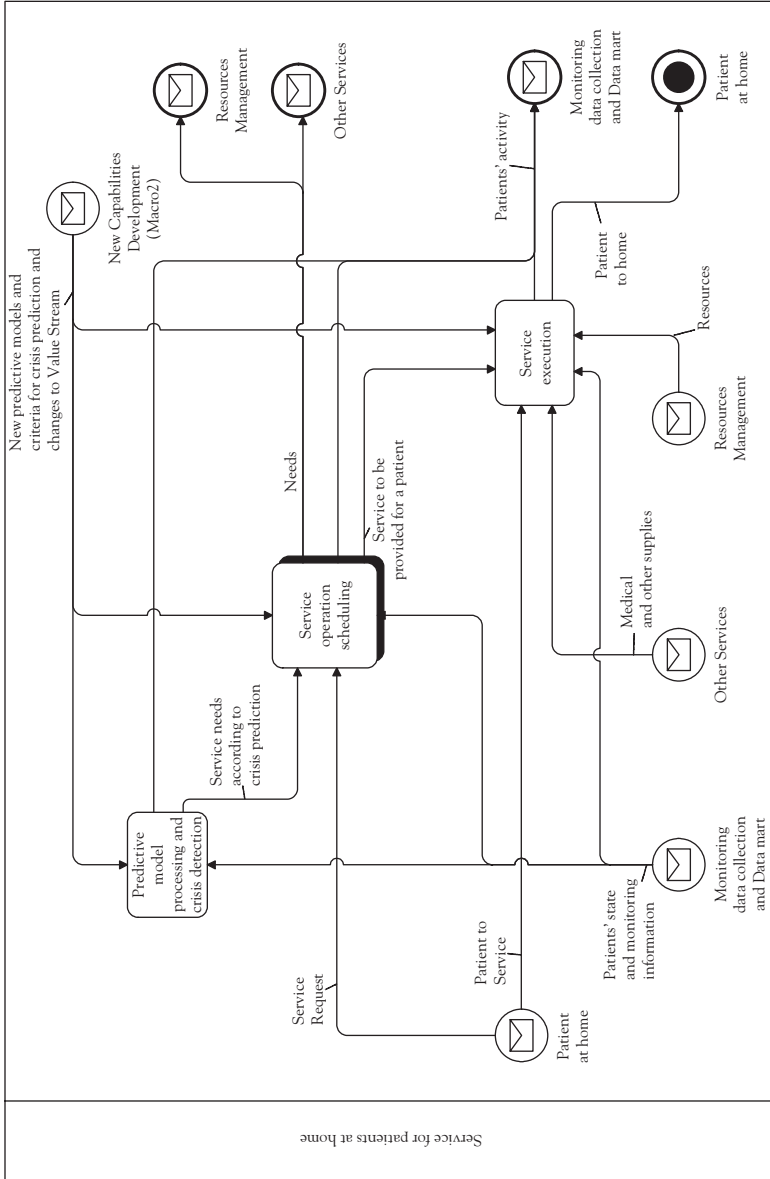 Service for patients at home
New predictive models and
criteria for crisis prediction and
changes to Value Stream
New Capabilities
Development
(Macro2)
Resources
Management
Other Services
Predictive
model
processing and
crisis detection
Service needs
according to
crisis prediction
Service
operation
scheduling
Needs
Service to be
provided for a patient
Service
Request
Patient to
Service
Patient
at home
Service
execution
Patients' activity
Monitoring
data collection
and Data mart
Patient
to home
Patient
at home
Patients' state
and monitoring
information
Monitoring
data collection
and Data mart
Medical
and other supplies
Other Services
Resources
Resources
Management